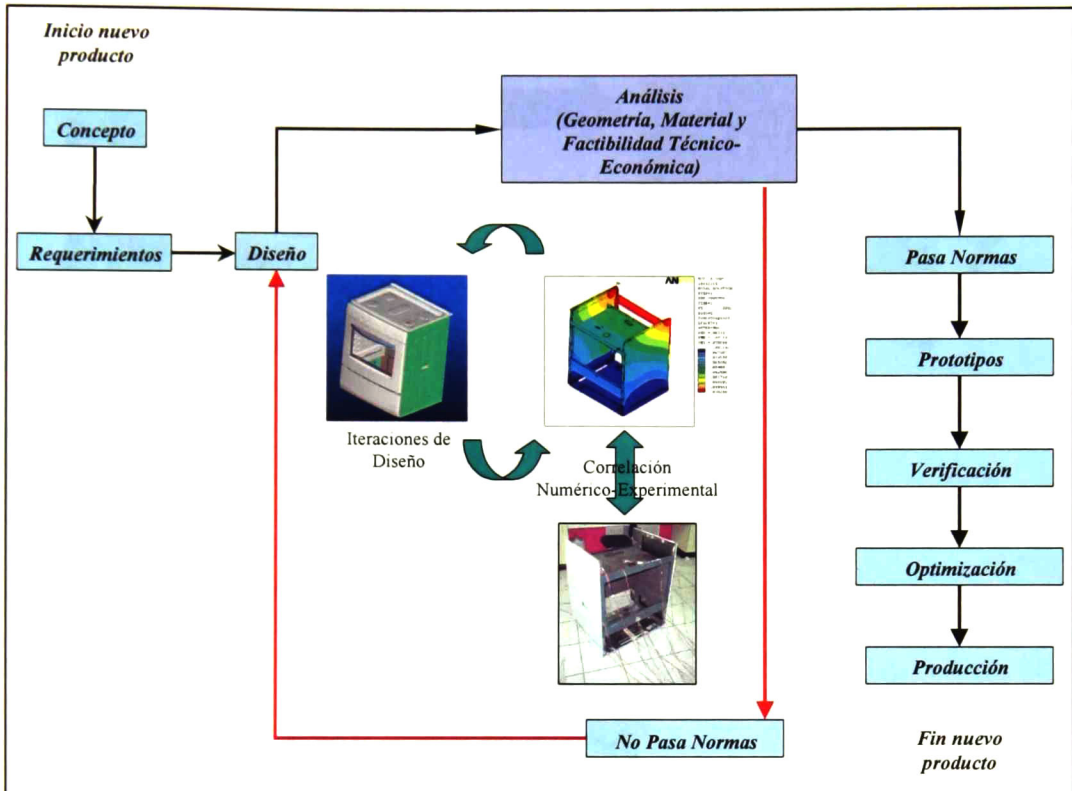 Inicio nuevo
producto
Concepto
Requerimientos
Diseño
Análisis
(Geometría, Material y
Factibilidad Técnico-
Económica)
Iteraciones de
Diseño
AN
Correlación
Numérico-Experimental
No Pasa Normas
Pasa Normas
Prototipos
Verificación
Optimización
Producción
Fin nuevo
producto